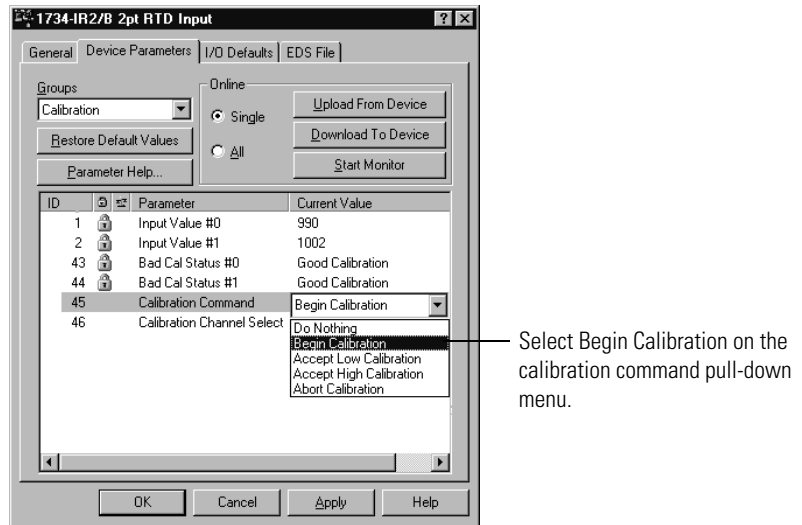 1734-IR2/B 2pt RTD Input
General Device Parameters I/O Defaults EDS File
Groups
Calibration
Restore Default Values
Parameter Help...
Online
Single
All
Upload From Device
Download To Device
Start Monitor
ID Parameter Current Value
1 Input Value #0 990
2 Input Value #1 1002
43 Bad Cal Status #0 Good Calibration
44 Bad Cal Status #1 Good Calibration
45 Calibration Command Begin Calibration
46 Calibration Channel Select
Do Nothing
Begin Calibration
Accept Low Calibration
Accept High Calibration
Abort Calibration
OK Cancel Apply Help
Select Begin Calibration on the
calibration command pull-down
menu.